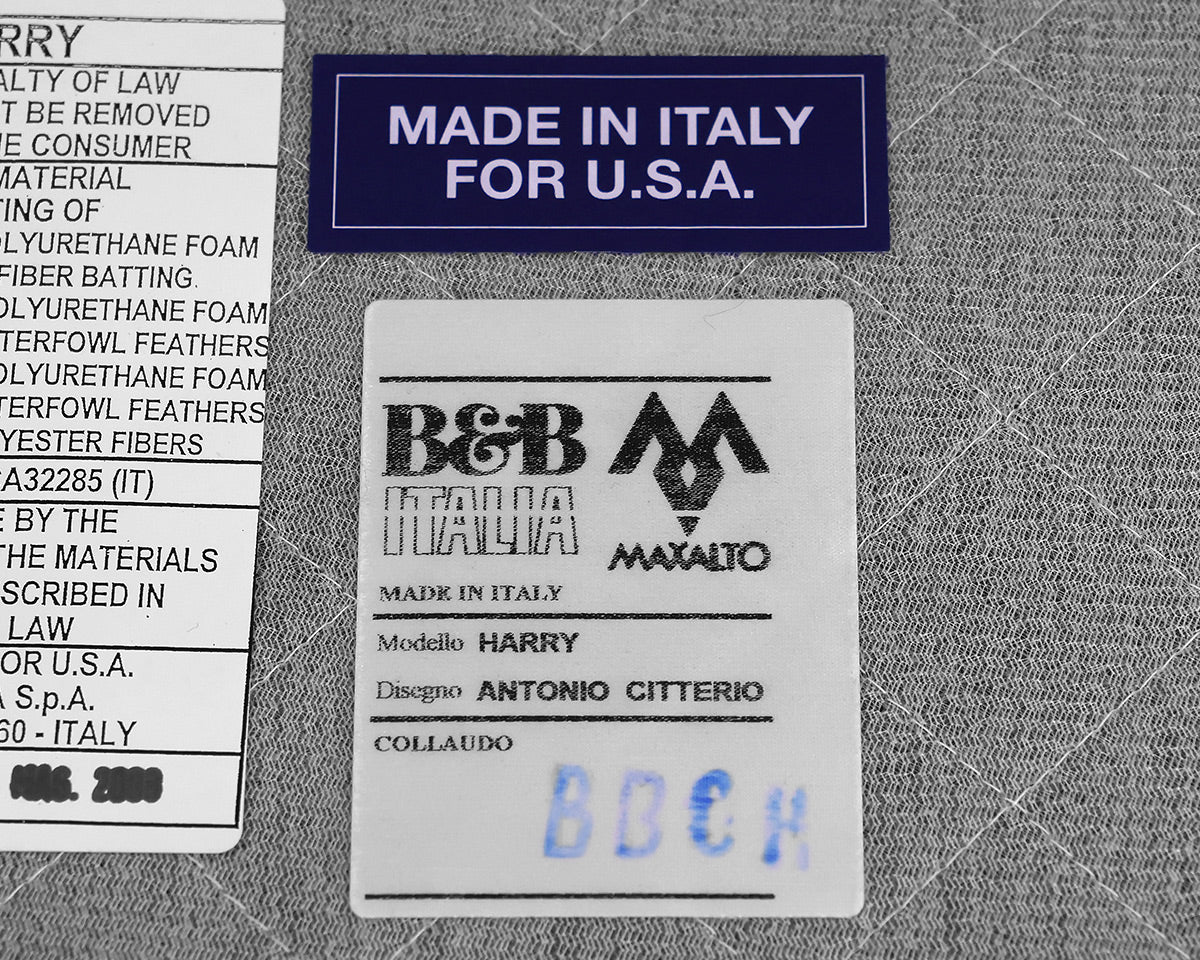 RRY
ALTY OF LAW
T BE REMOVED
E CONSUMER
MATERIAL
TING OF
OLYURETHANE FOAM
FIBER BATTING.
OLYURETHANE FOAM
TERFOWL FEATHERS
OLYURETHANE FOAM
TERFOWL FEATHERS
YESTER FIBERS
A32285 (IT)
E BY THE
THE MATERIALS
SCRIBED IN
LAW
OR U.S.A.
A S.p.A.
60 - ITALY
MADE IN ITALY
FOR U.S.A.
B&B
ITALIA
MAXALTO
MADE IN ITALY
Modello HARRY
Disegno ANTONIO CITTERIO
COLLAUDO
B B C H